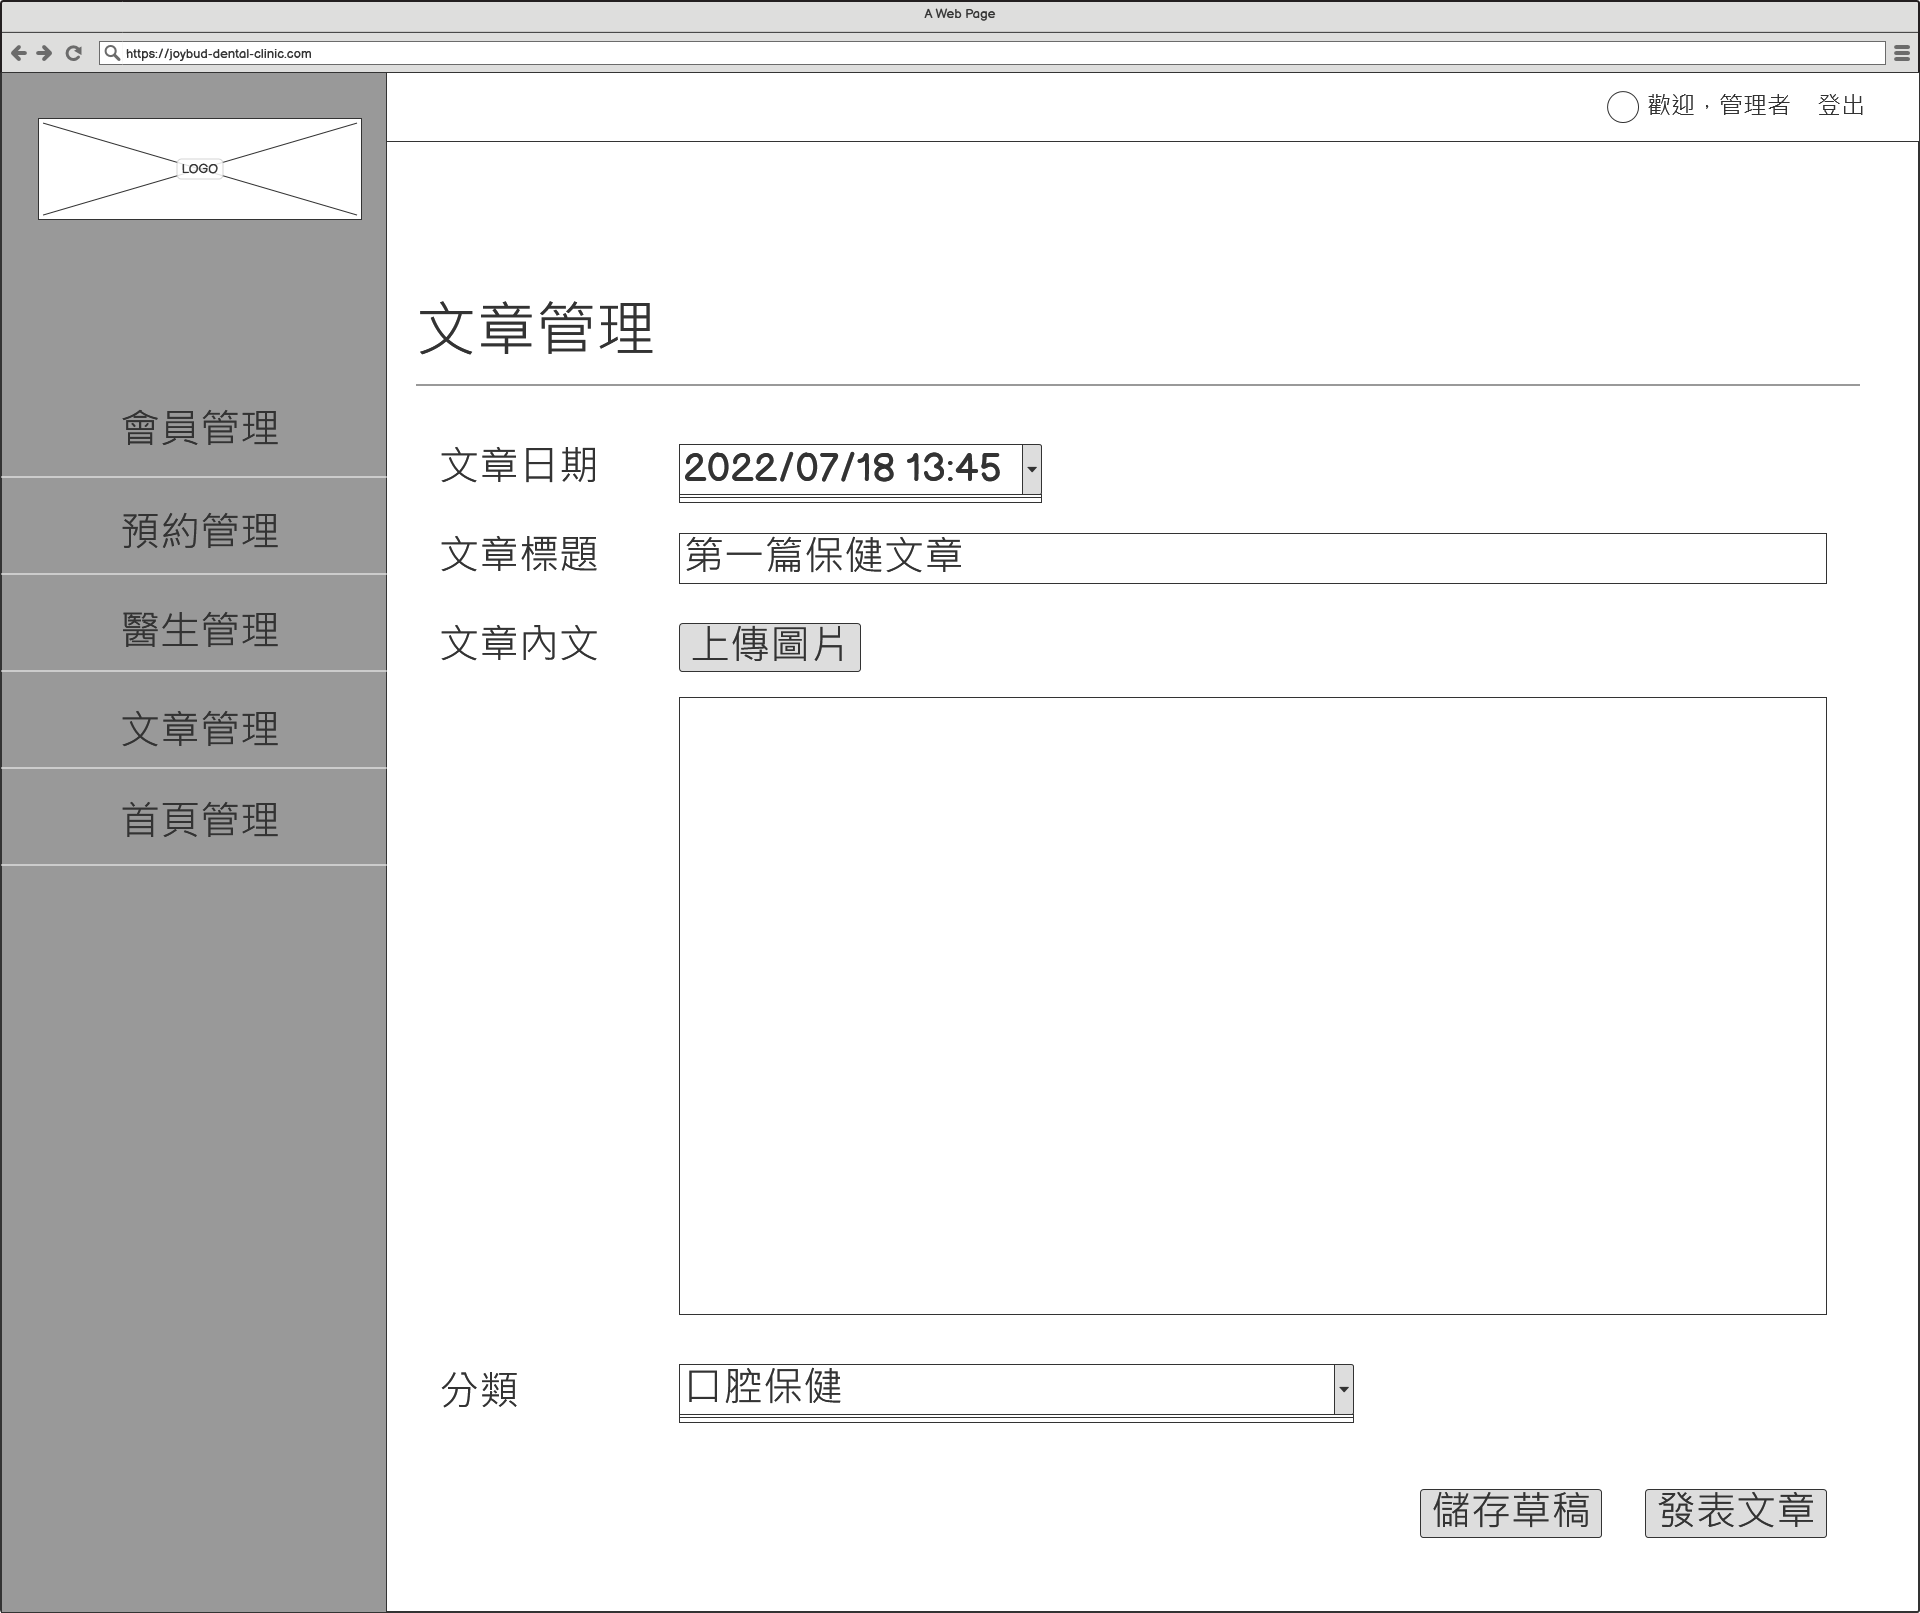 A Web Page
https://joybud-dental-clinic.com
歡迎，管理者 登出
LOGO
會員管理
預約管理
醫生管理
文章管理
首頁管理
文章管理
文章日期 2022/07/18 13:45
文章標題 第一篇保健文章
文章內文 上傳圖片
分類 口腔保健
儲存草稿 發表文章